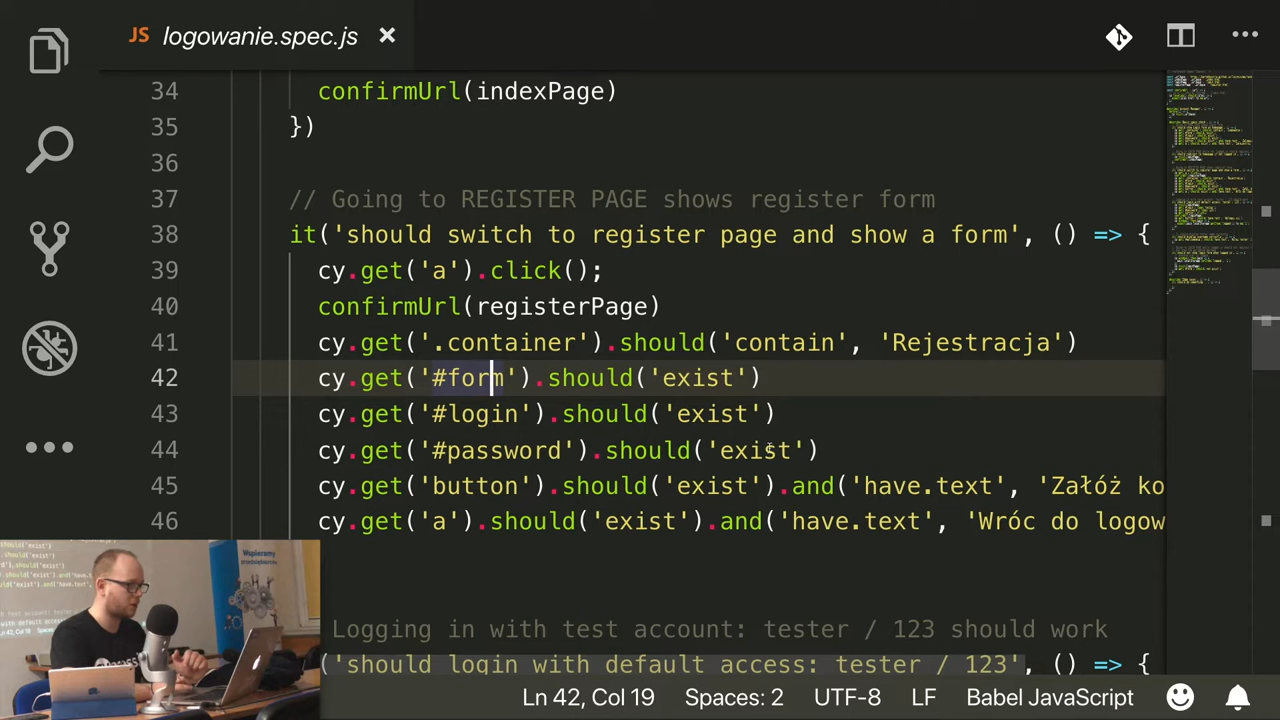 JS logowanie.spec.js
34 confirmUrl(indexPage)
35 })
36
37 // Going to REGISTER PAGE shows register form
38 it('should switch to register page and show a form', () => {
39 cy.get('a').click();
40 confirmUrl(registerPage)
41 cy.get('.container').should('contain', 'Rejestracja')
42 cy.get('#form').should('exist')
43 cy.get('#login').should('exist')
44 cy.get('#password').should('exist')
45 cy.get('button').should('exist').and('have.text', 'Załóż ko
46 cy.get('a').should('exist').and('have.text', 'Wróc do logow
Logging in with test account: tester / 123 should work
('should login with default access: tester / 123', () => {
Wspieramy
Ln 42, Col 19 Spaces: 2 UTF-8 LF Babel JavaScript